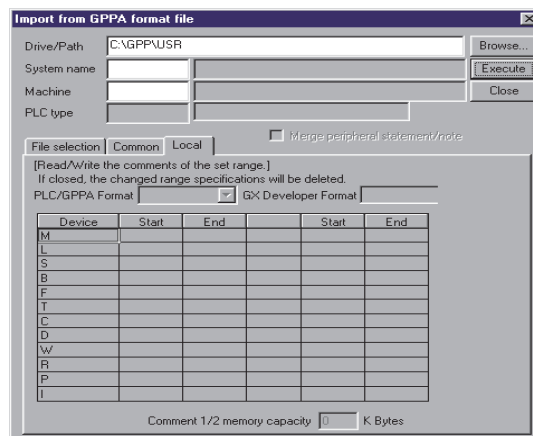 Import from GPPA format file
Drive/Path C:\GPP\USR Browse...
System name Execute
Machine Close
PLC type
Merge peripheral statement/note
File selection Common Local
[Read/Write the comments of the set range.]
If closed, the changed range specifications will be deleted.
PLC/GPPA Format GX Developer Format
Device Start End Start End
M
L
S
B
F
T
C
D
W
R
P
I
Comment 1/2 memory capacity 0 K Bytes